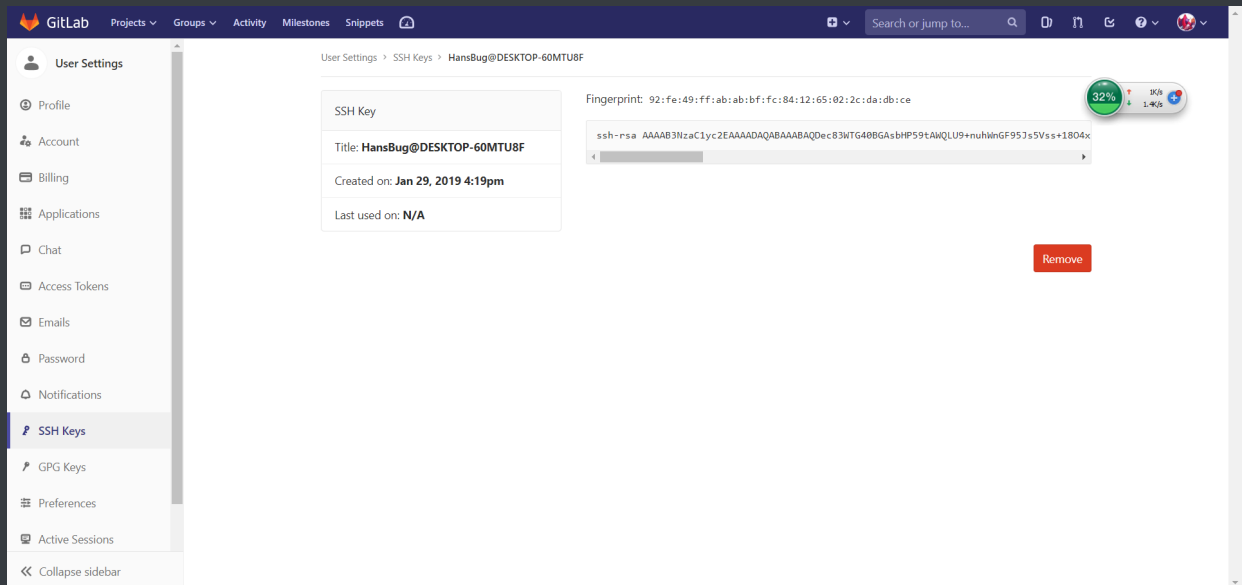 GitLab Projects Groups Activity Milestones Snippets Search or jump to...
User Settings
Profile
Account
Billing
Applications
Chat
Access Tokens
Emails
Password
Notifications
SSH Keys
GPG Keys
Preferences
Active Sessions
Collapse sidebar
User Settings > SSH Keys > HansBug@DESKTOP-60MTU8F
SSH Key
Title: HansBug@DESKTOP-60MTU8F
Created on: Jan 29, 2019 4:19pm
Last used on: N/A
Fingerprint: 92:fe:49:ff:ab:ab:bf:fc:84:12:65:02:2c:da:db:ce
ssh-rsa AAAAB3NzaC1yc2EAAAADAQABAAABAQDec83WTG40BGAsbHP59tAWQLU9+nuhWnGF95Js5Vss+18O4x
Remove
32%
1K/s
1.4K/s